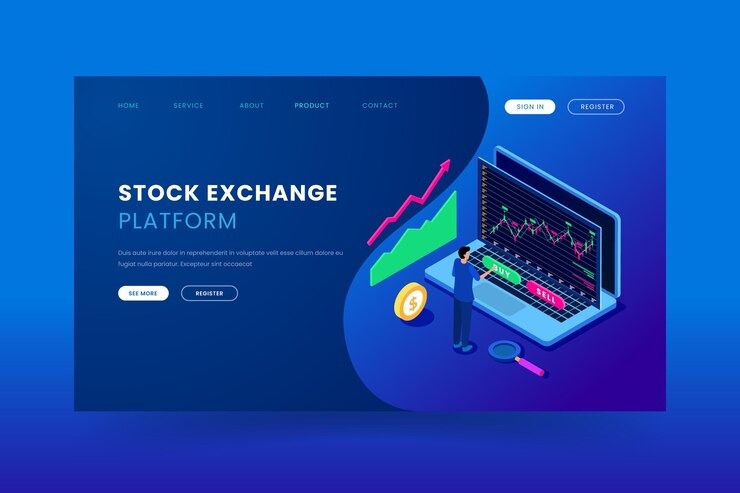 HOME
SERVICE
ABOUT
PRODUCT
CONTACT
SIGN IN
REGISTER
STOCK EXCHANGE
PLATFORM
Duis aute irure dolor in reprehenderit in voluptate velit esse cillum dolore eu
fugiat nulla pariatur. Excepteur sint occaecat
SEE MORE
REGISTER
BUY
SELL
$